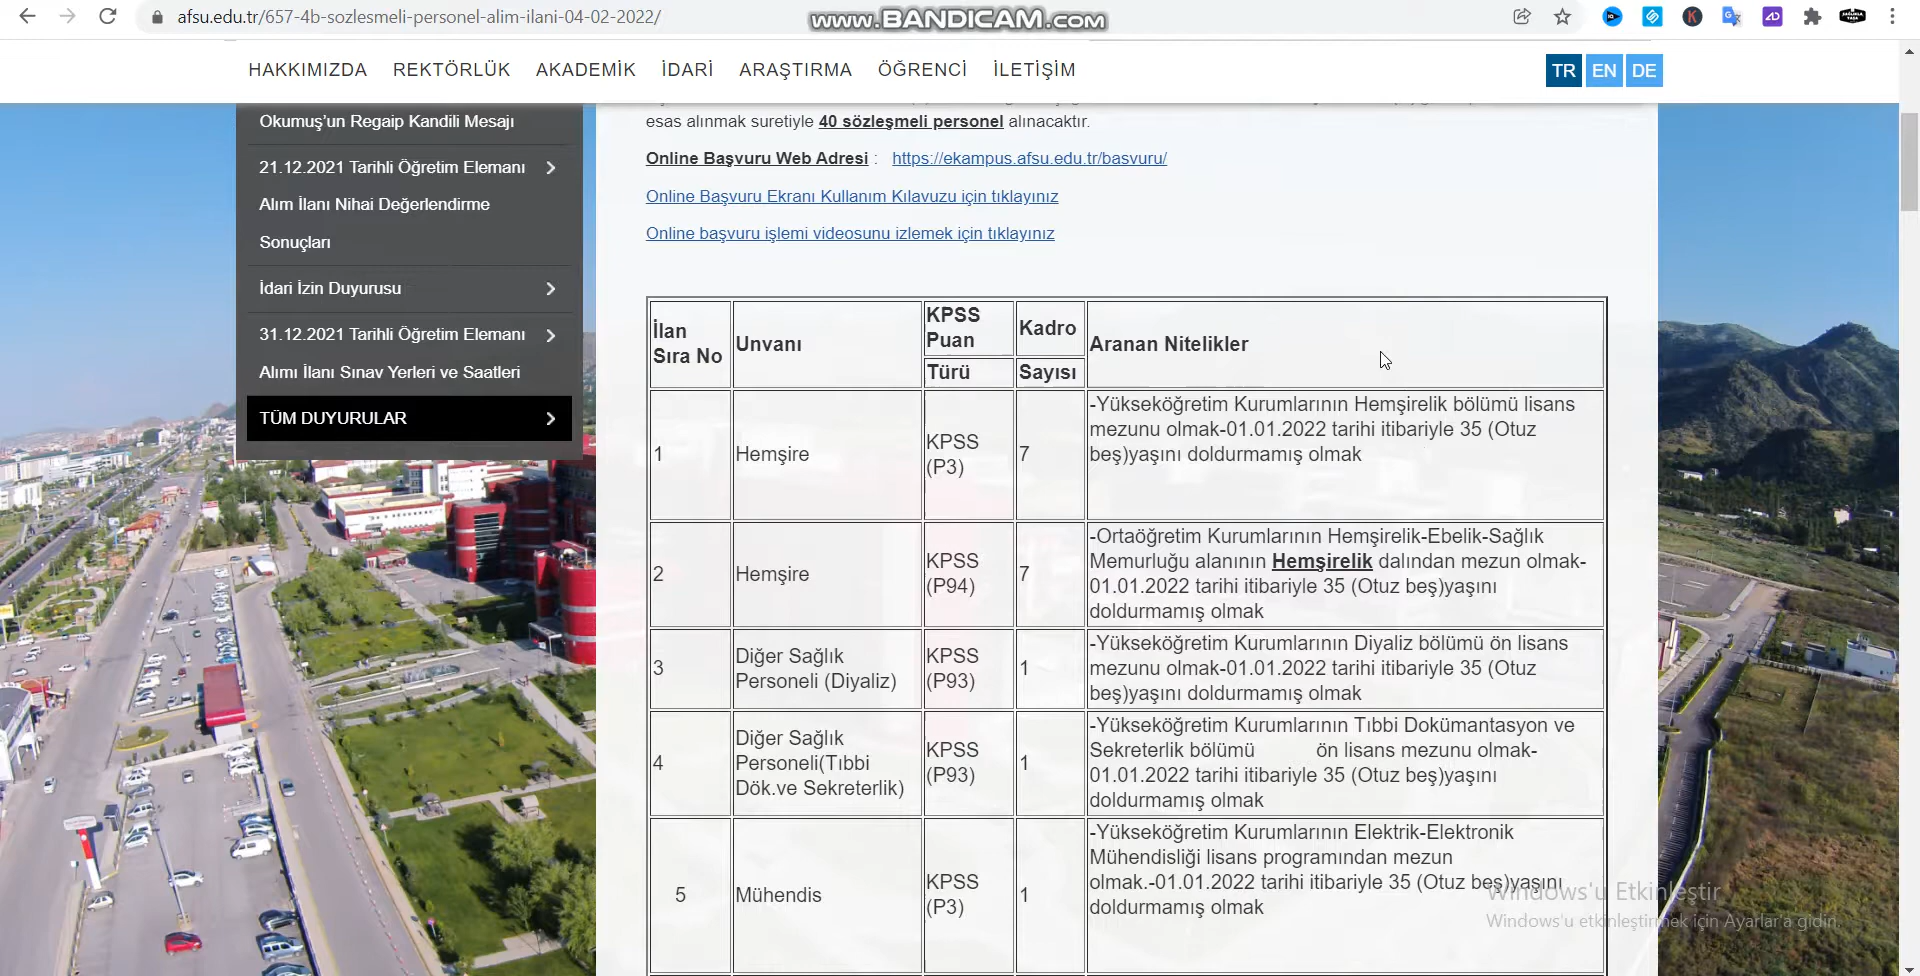 afsu.edu.tr/657-4b-sozlesmeli-personel-alim-ilani-04-02-2022/
www.BANDICAM.com
HAKKIMIZDA REKTÖRLÜK AKADEMİK İDARİ ARAŞTIRMA ÖĞRENCİ İLETİŞİM
TR EN DE
Okumuş'un Regaip Kandili Mesajı
21.12.2021 Tarihli Öğretim Elemanı
Alım İlanı Nihai Değerlendirme
Sonuçları
İdari İzin Duyurusu
31.12.2021 Tarihli Öğretim Elemanı
Alımı İlanı Sınav Yerleri ve Saatleri
TÜM DUYURULAR
esas alınmak suretiyle 40 sözleşmeli personel alınacaktır.
Online Başvuru Web Adresi : https://ekampus.afsu.edu.tr/basvuru/
Online Başvuru Ekranı Kullanım Kılavuzu için tıklayınız
Online başvuru işlemi videosunu izlemek için tıklayınız
İlan
Sıra No
Unvanı
KPSS
Puan
Türü
Kadro
Sayısı
Aranan Nitelikler
1
Hemşire
KPSS
(P3)
7
-Yükseköğretim Kurumlarının Hemşirelik bölümü lisans
mezunu olmak-01.01.2022 tarihi itibariyle 35 (Otuz
beş)yaşını doldurmamış olmak
2
Hemşire
KPSS
(P94)
7
-Ortaöğretim Kurumlarının Hemşirelik-Ebelik-Sağlık
Memurluğu alanının Hemşirelik dalından mezun olmak-
01.01.2022 tarihi itibariyle 35 (Otuz beş)yaşını
doldurmamış olmak
3
Diğer Sağlık
Personeli (Diyaliz)
KPSS
(P93)
1
-Yükseköğretim Kurumlarının Diyaliz bölümü ön lisans
mezunu olmak-01.01.2022 tarihi itibariyle 35 (Otuz
beş)yaşını doldurmamış olmak
4
Diğer Sağlık
Personeli(Tıbbi
Dök.ve Sekreterlik)
KPSS
(P93)
1
-Yükseköğretim Kurumlarının Tıbbi Dokümantasyon ve
Sekreterlik bölümü ön lisans mezunu olmak-
01.01.2022 tarihi itibariyle 35 (Otuz beş)yaşını
doldurmamış olmak
5
Mühendis
KPSS
(P3)
1
-Yükseköğretim Kurumlarının Elektrik-Elektronik
Mühendisliği lisans programından mezun
olmak.-01.01.2022 tarihi itibariyle 35 (Otuz beş)yaşını
doldurmamış olmak
Windows'u Etkinleştir
Windows'u etkinleştirmek için Ayarlar'a gidin.